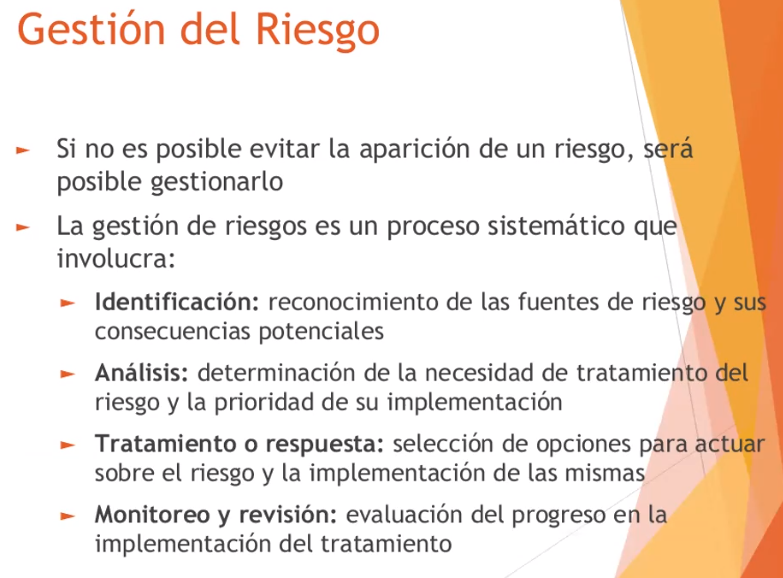 Gestión del Riesgo
► Si no es posible evitar la aparición de un riesgo, será
posible gestionarlo
► La gestión de riesgos es un proceso sistemático que
involucra:
► Identificación: reconocimiento de las fuentes de riesgo y sus
consecuencias potenciales
► Análisis: determinación de la necesidad de tratamiento del
riesgo y la prioridad de su implementación
► Tratamiento o respuesta: selección de opciones para actuar
sobre el riesgo y la implementación de las mismas
► Monitoreo y revisión: evaluación del progreso en la
implementación del tratamiento